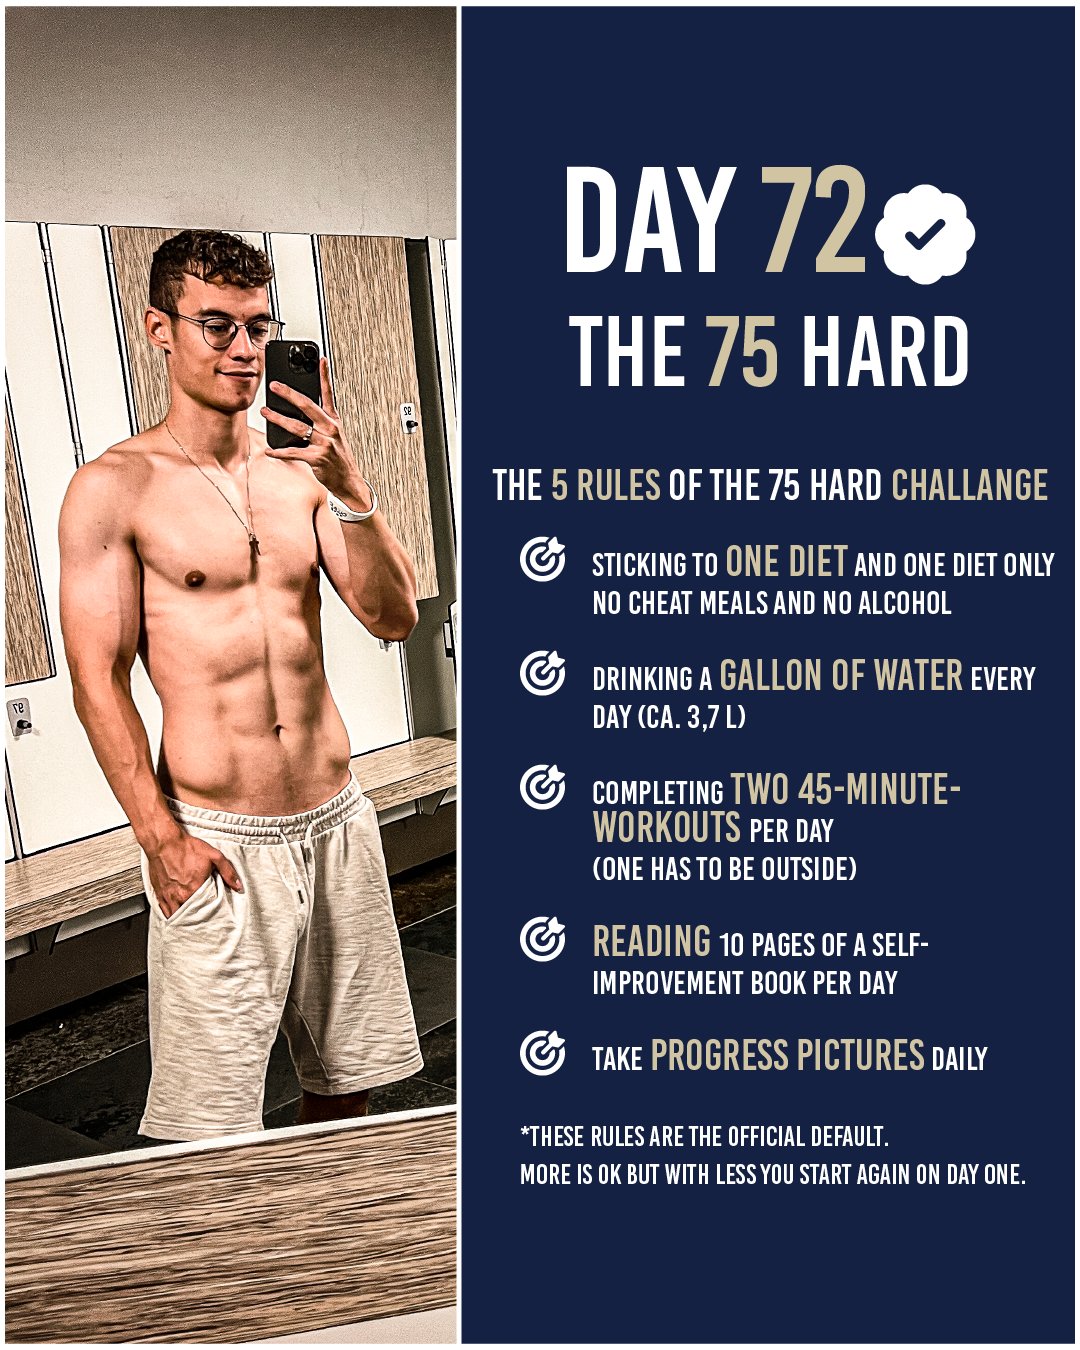 DAY 72
THE 75 HARD
THE 5 RULES OF THE 75 HARD CHALLANGE
STICKING TO ONE DIET AND ONE DIET ONLY
NO CHEAT MEALS AND NO ALCOHOL
DRINKING A GALLON OF WATER EVERY
DAY (CA. 3,7 L)
COMPLETING TWO 45-MINUTE-
WORKOUTS PER DAY
(ONE HAS TO BE OUTSIDE)
READING 10 PAGES OF A SELF-
IMPROVEMENT BOOK PER DAY
TAKE PROGRESS PICTURES DAILY
*THESE RULES ARE THE OFFICIAL DEFAULT.
MORE IS OK BUT WITH LESS YOU START AGAIN ON DAY ONE.
92
97